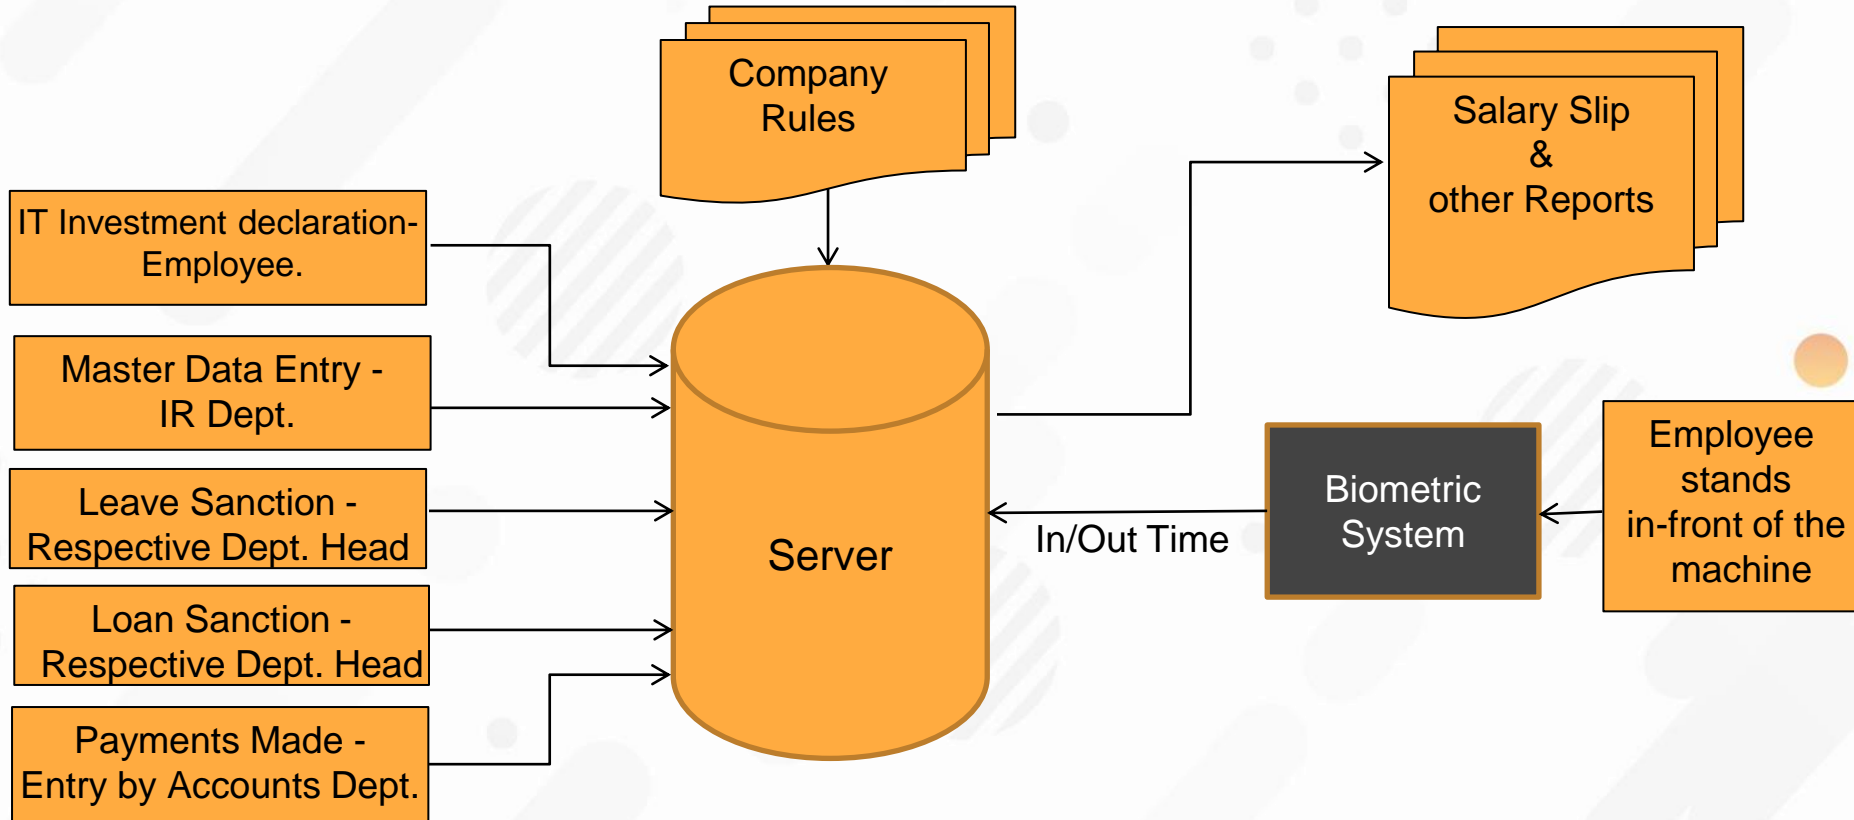 Company
Rules
Salary Slip
&
other Reports
IT Investment declaration-
Employee.
Master Data Entry -
IR Dept.
Leave Sanction -
Respective Dept. Head
Loan Sanction -
Respective Dept. Head
Payments Made -
Entry by Accounts Dept.
Server
In/Out Time
Biometric
System
Employee
stands
in-front of the
machine